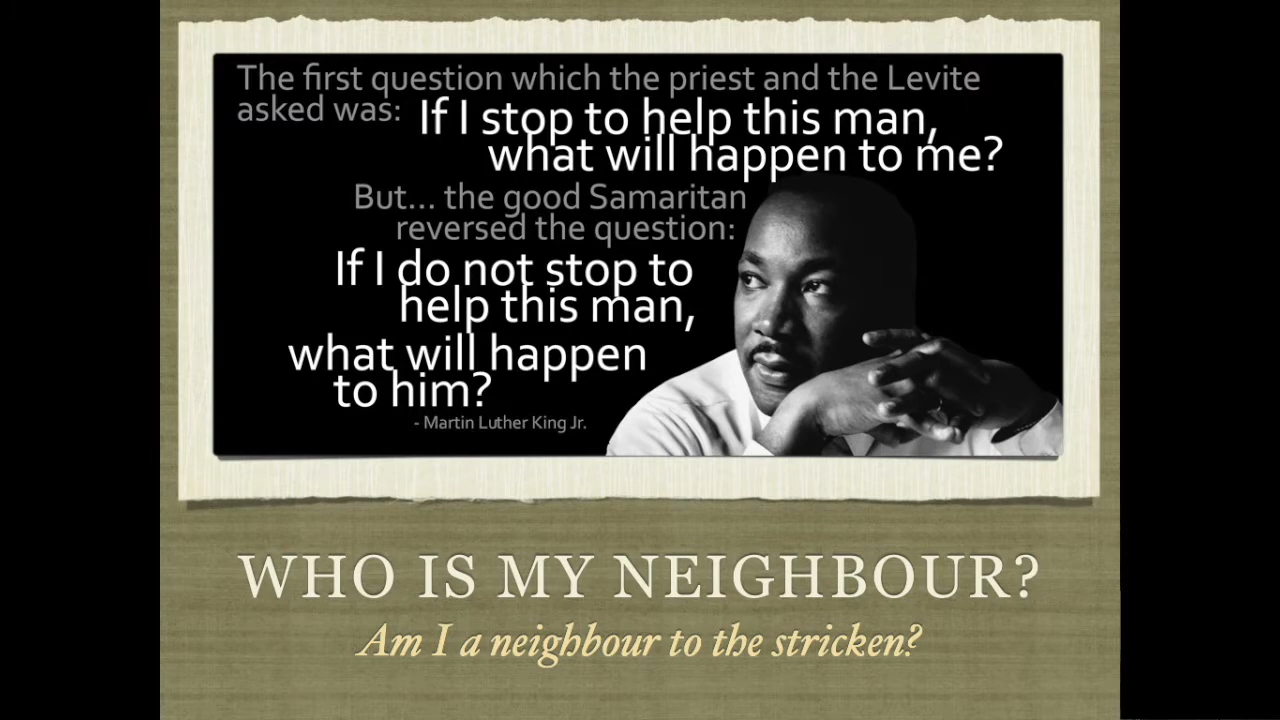 The first question which the priest and the Levite
asked was: If I stop to help this man,
what will happen to me?
But... the good Samaritan
reversed the question:
If I do not stop to
help this man,
what will happen
to him?
- Martin Luther King Jr.
WHO IS MY NEIGHBOUR?
Am I a neighbour to the stricken?